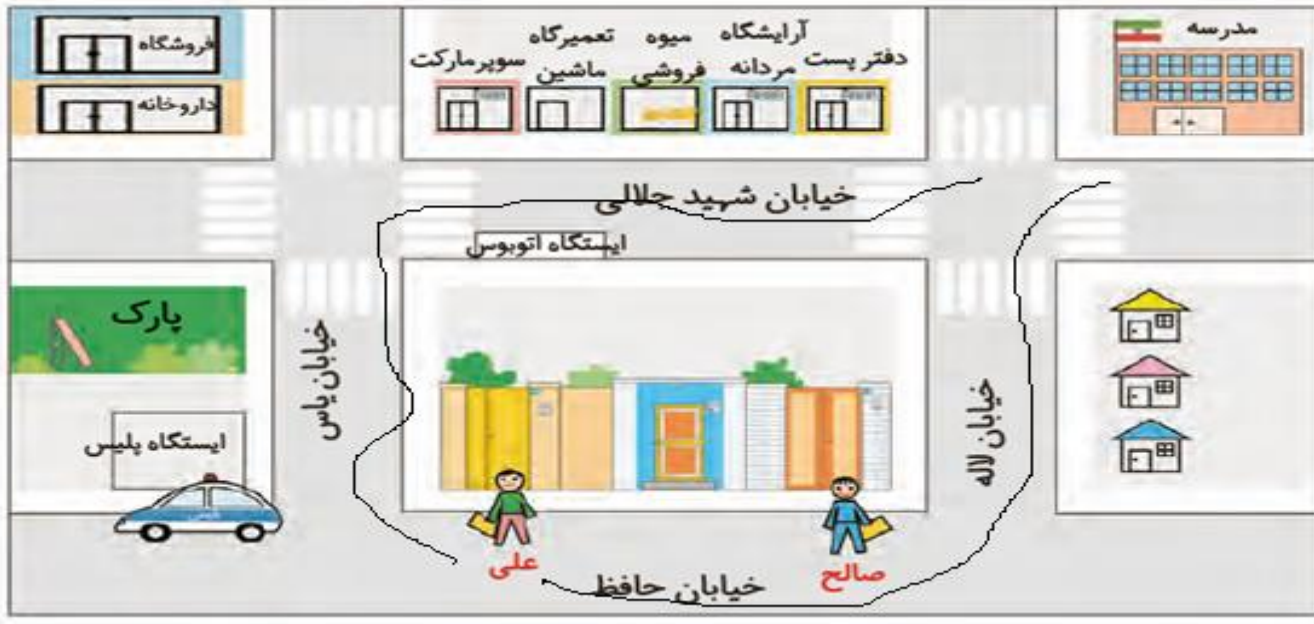 مدرسه
آرایشگاه
میوه
تعمیرگاه
دفتر پست
مردانه
فروشی
ماشین
سوپرمارکت
فروشگاه
داروخانه
خیابان شهید جلالی
ایستگاه اتوبوس
پارک
خیابان یاس
خیابان لاله
ایستگاه پلیس
صالح
علی
خیابان حافظ